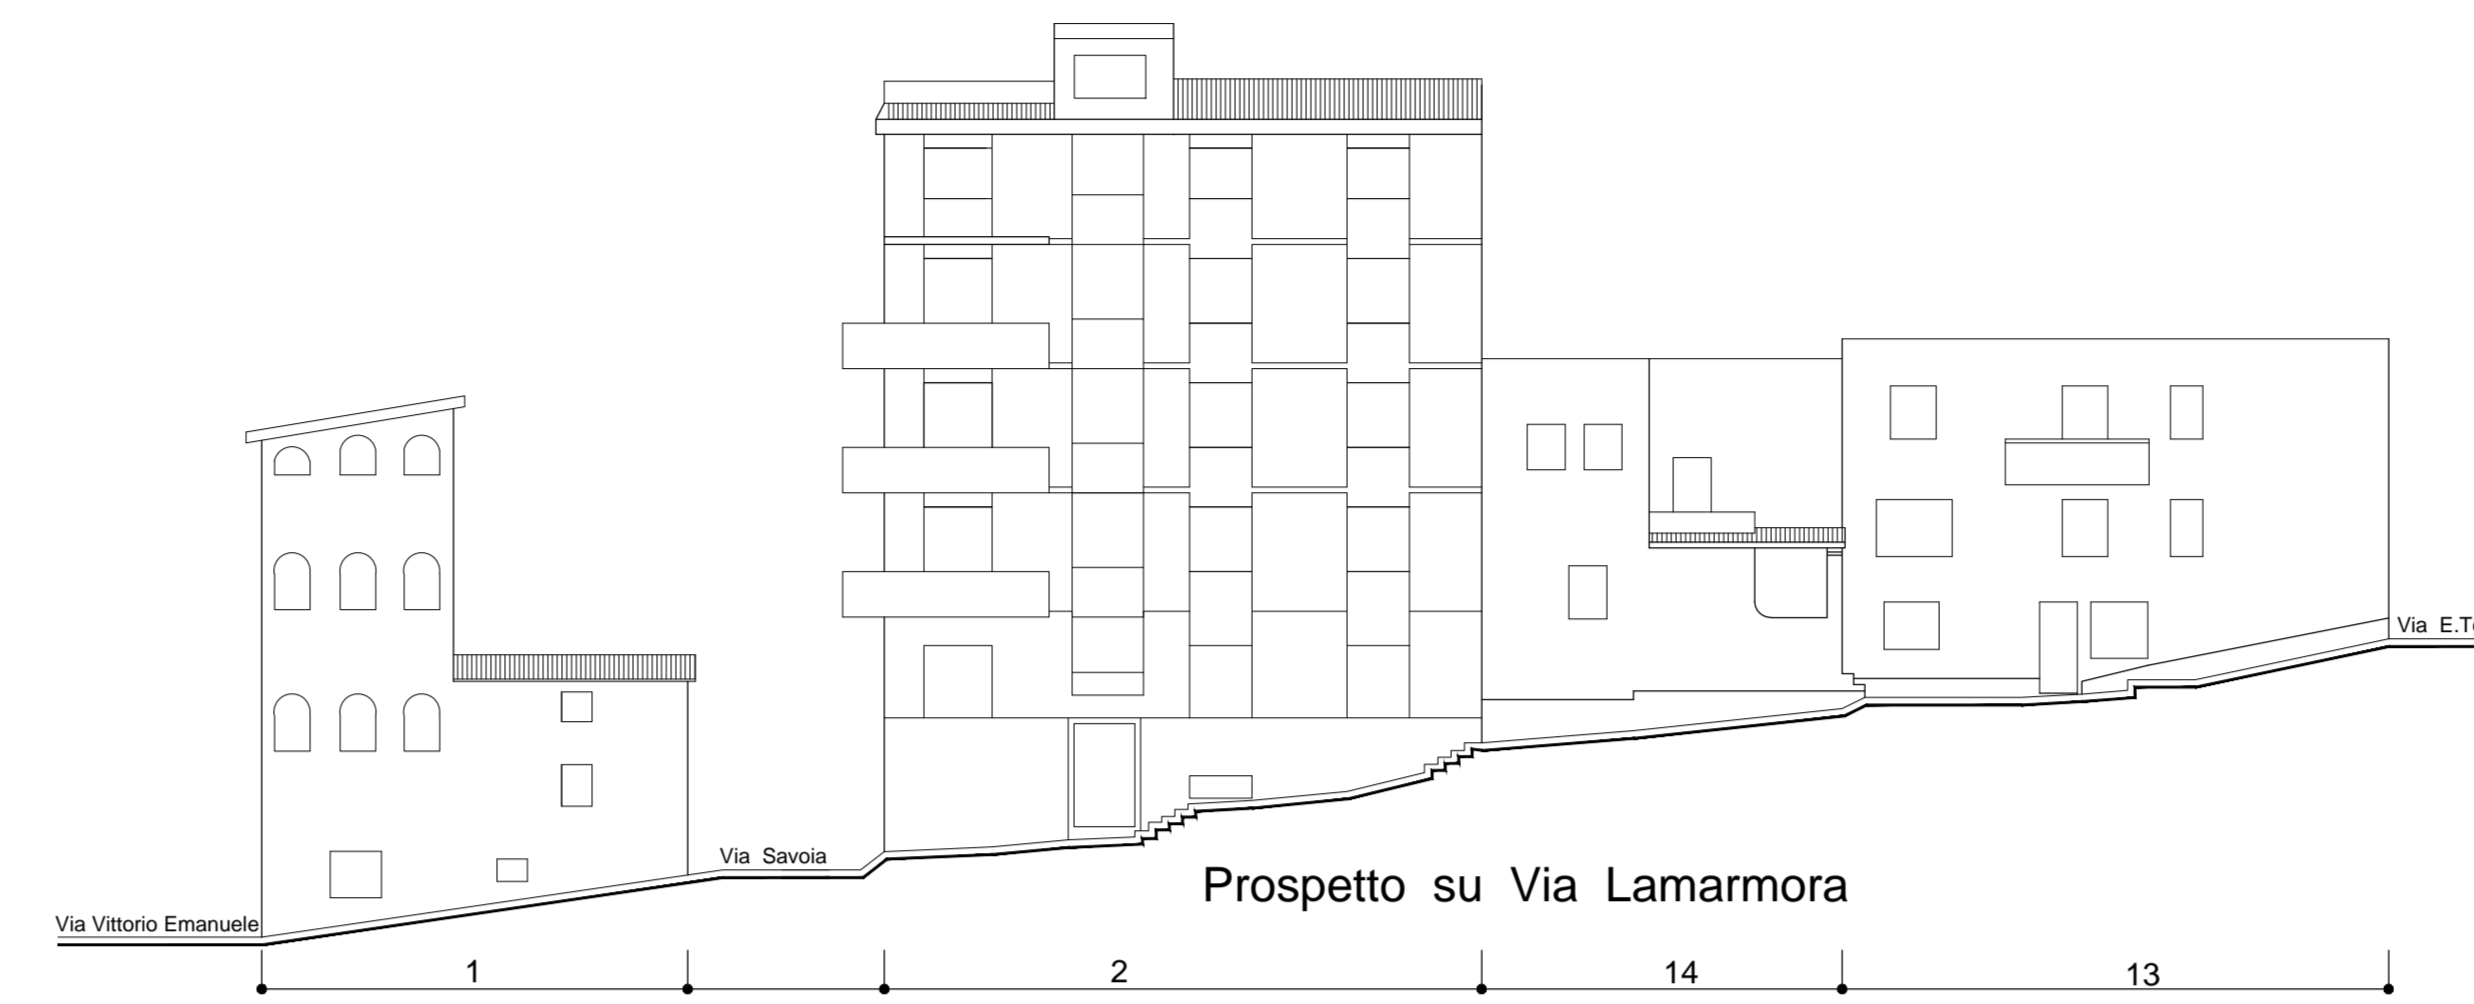 Via E.
Via Savoia
Prospetto su Via Lamarmora
Via Vittorio Emanuele
1 2 14 13